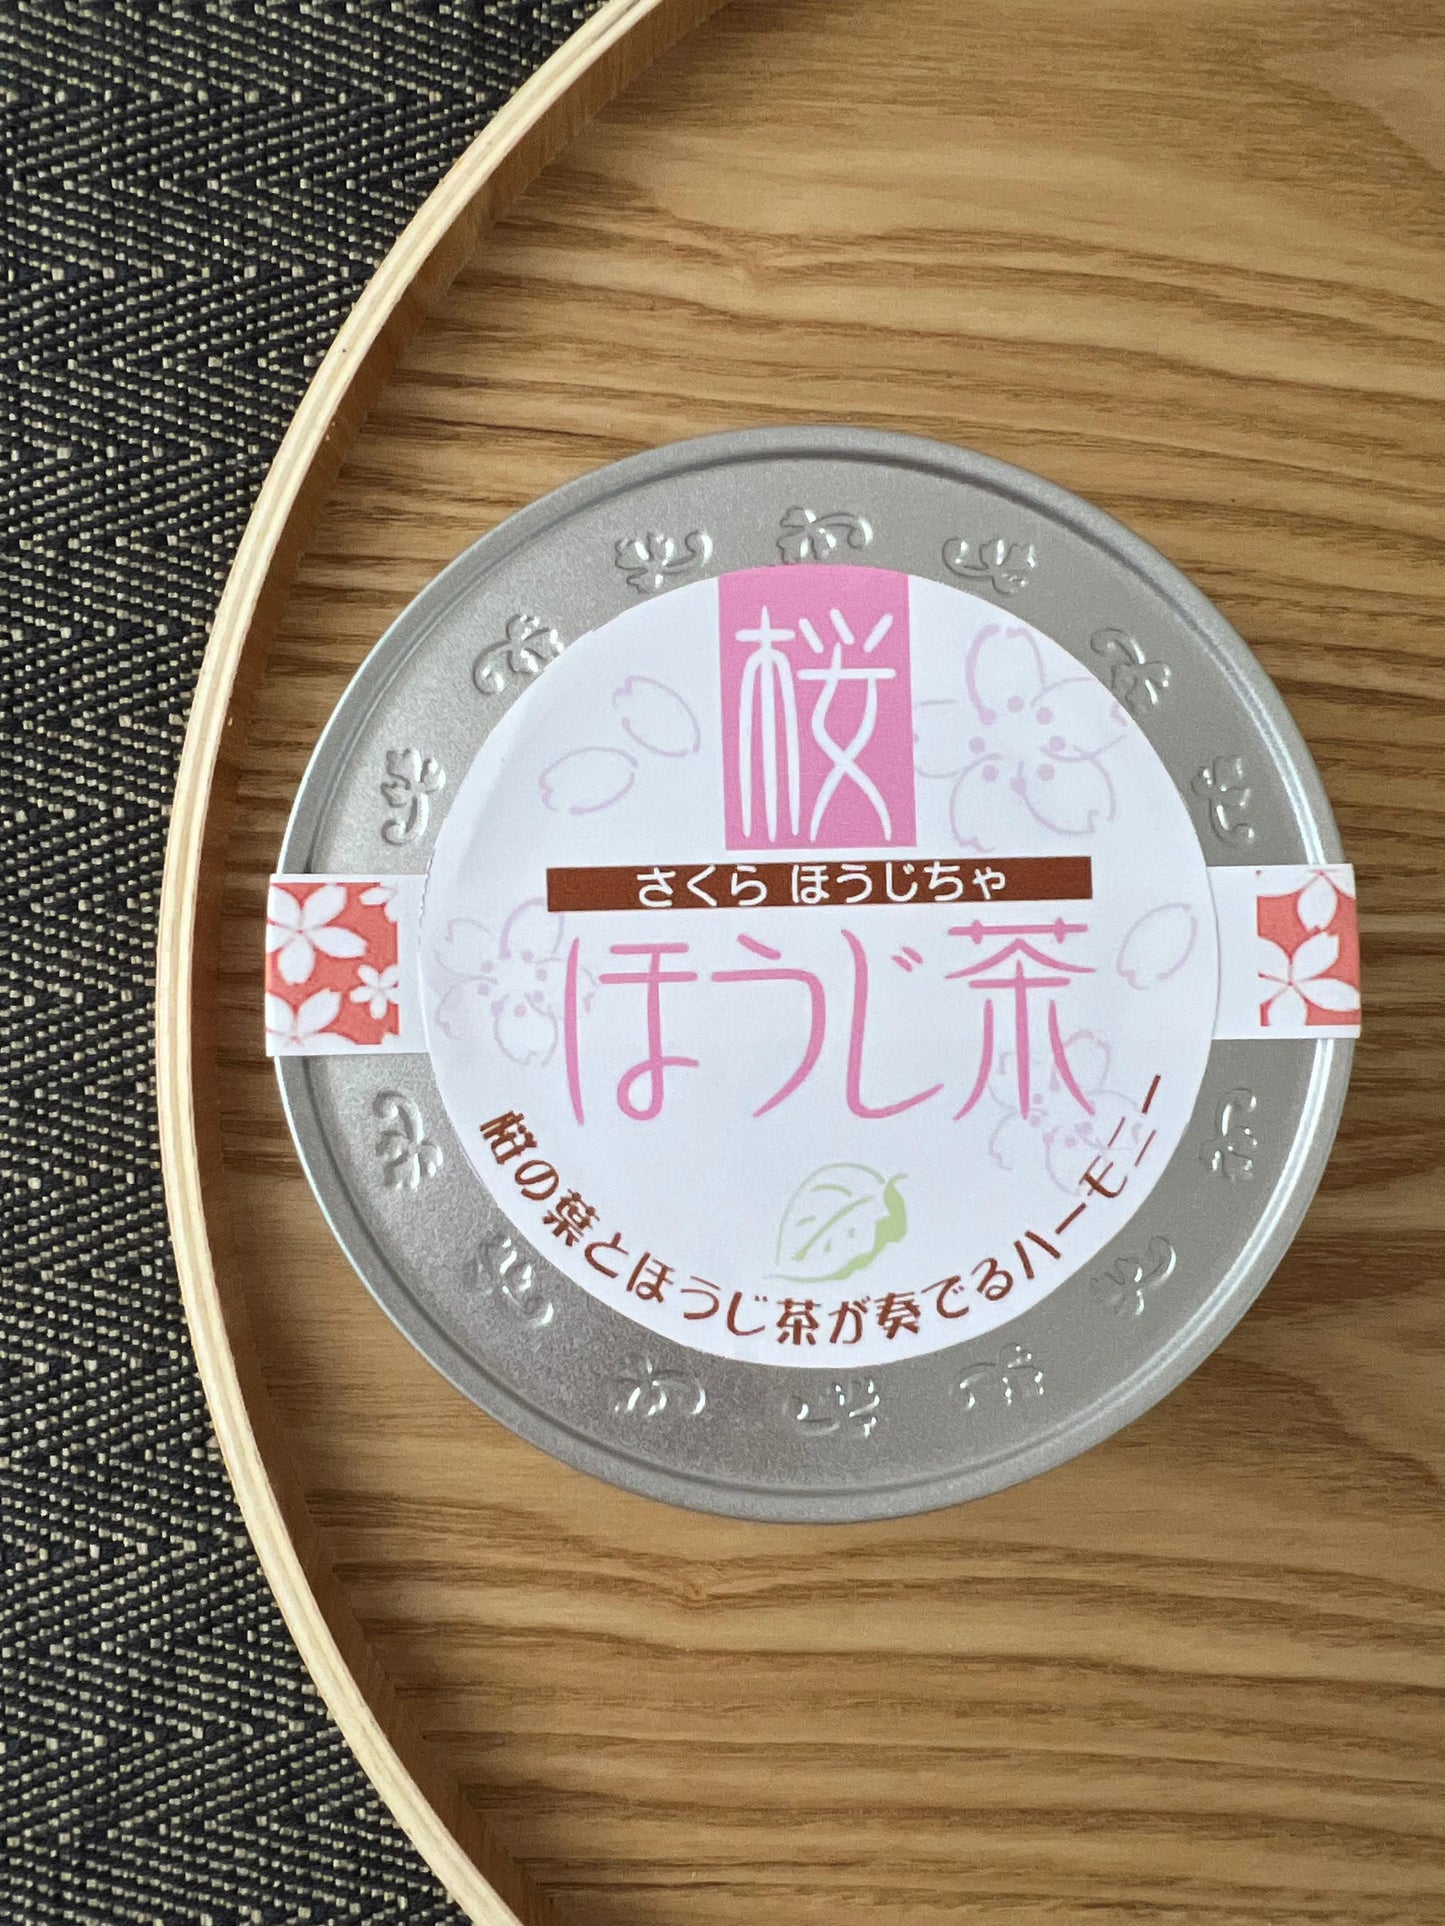 桜
さくら ほうじちゃ
ほうじ茶
桜の葉とほうじ茶が奏でるハーモニー